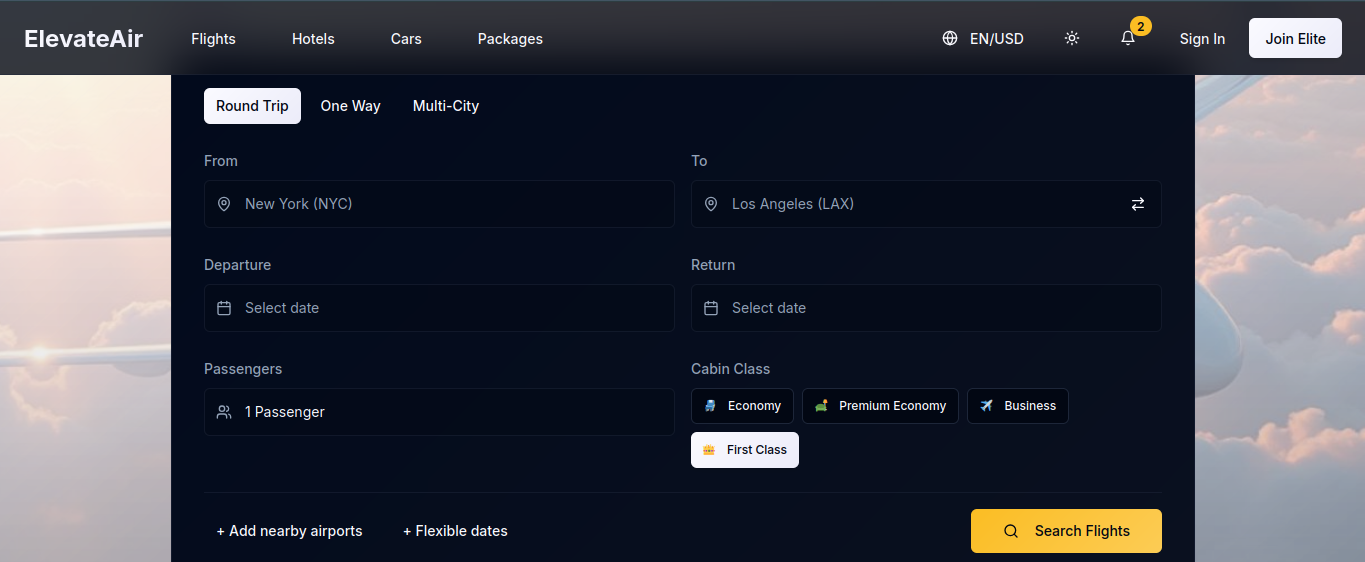 ElevateAir Flights Hotels Cars Packages EN/USD 2 Sign In Join Elite
Round Trip One Way Multi-City
From To
New York (NYC) Los Angeles (LAX)
Departure Return
Select date Select date
Passengers Cabin Class
1 Passenger Economy Premium Economy Business
First Class
+ Add nearby airports + Flexible dates Search Flights